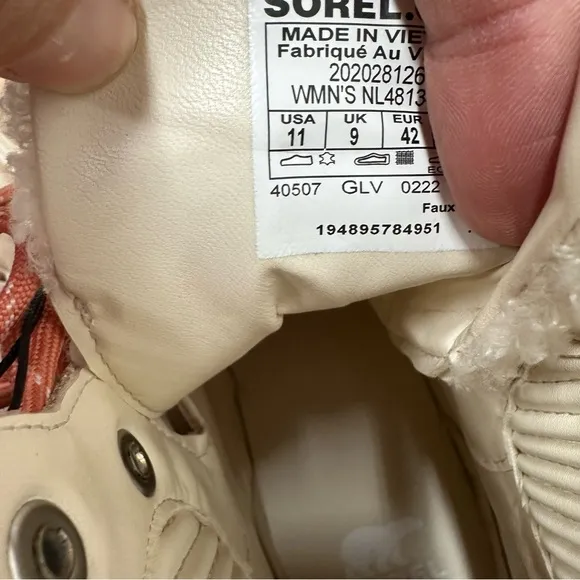 SOREL.
MADE IN VIE
Fabriqué Au V
202028126
WMN'S NL4813
USA UK EUR
11 9 42
40507 GLV 0222
Faux
194895784951